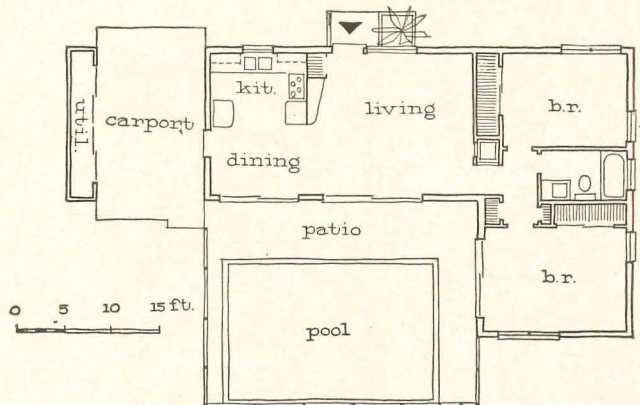 kit.
living
b.r.
util.
carport
dining
patio
b.r.
pool
0 5 10 15 ft.